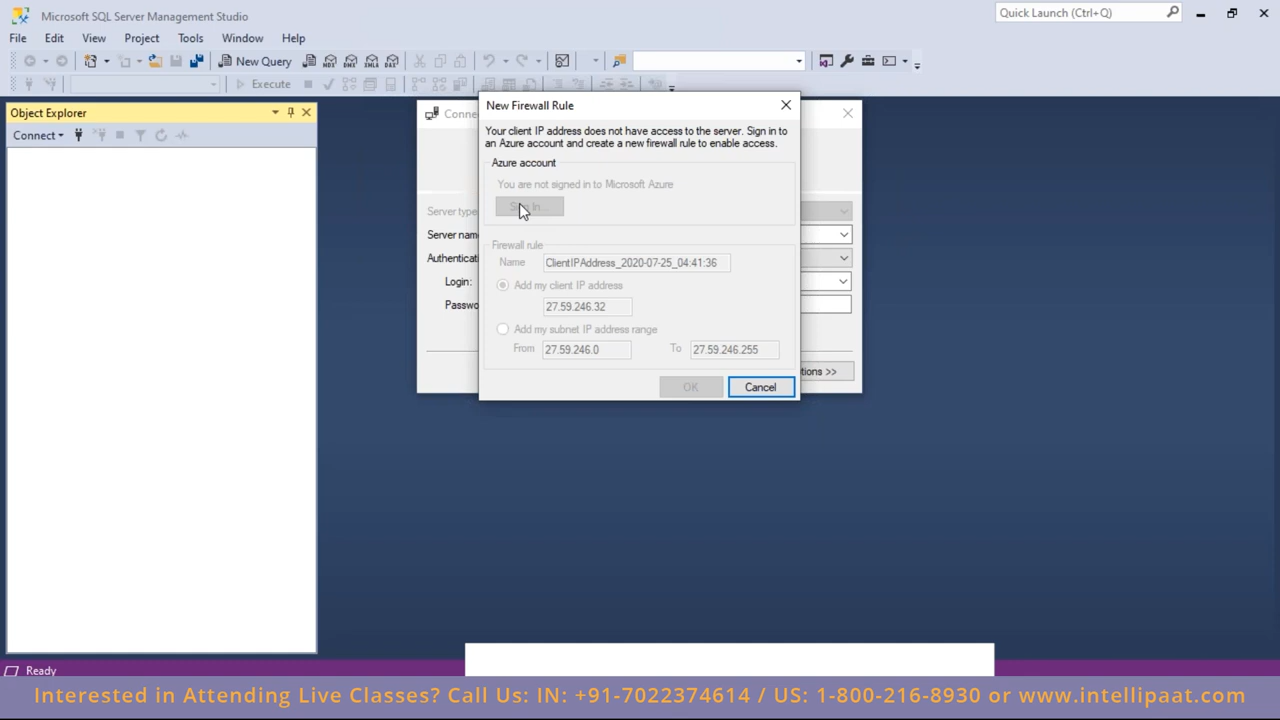 Microsoft SQL Server Management Studio
Quick Launch (Ctrl+Q)
File Edit View Project Tools Window Help
New Query
Execute
Object Explorer
Connect
Conne
New Firewall Rule
Your client IP address does not have access to the server. Sign in to
an Azure account and create a new firewall rule to enable access.
Azure account
You are not signed in to Microsoft Azure
Server type
Server nam
Authenticati
Login:
Passwo
Firewall rule
Name ClientIPAddress_2020-07-25_04:41:36
Add my client IP address
27.59.246.32
Add my subnet IP address range
From 27.59.246.0 To 27.59.246.255
OK Cancel
tions >>
Ready
Interested in Attending Live Classes? Call Us: IN: +91-7022374614 / US: 1-800-216-8930 or www.intellipaat.com